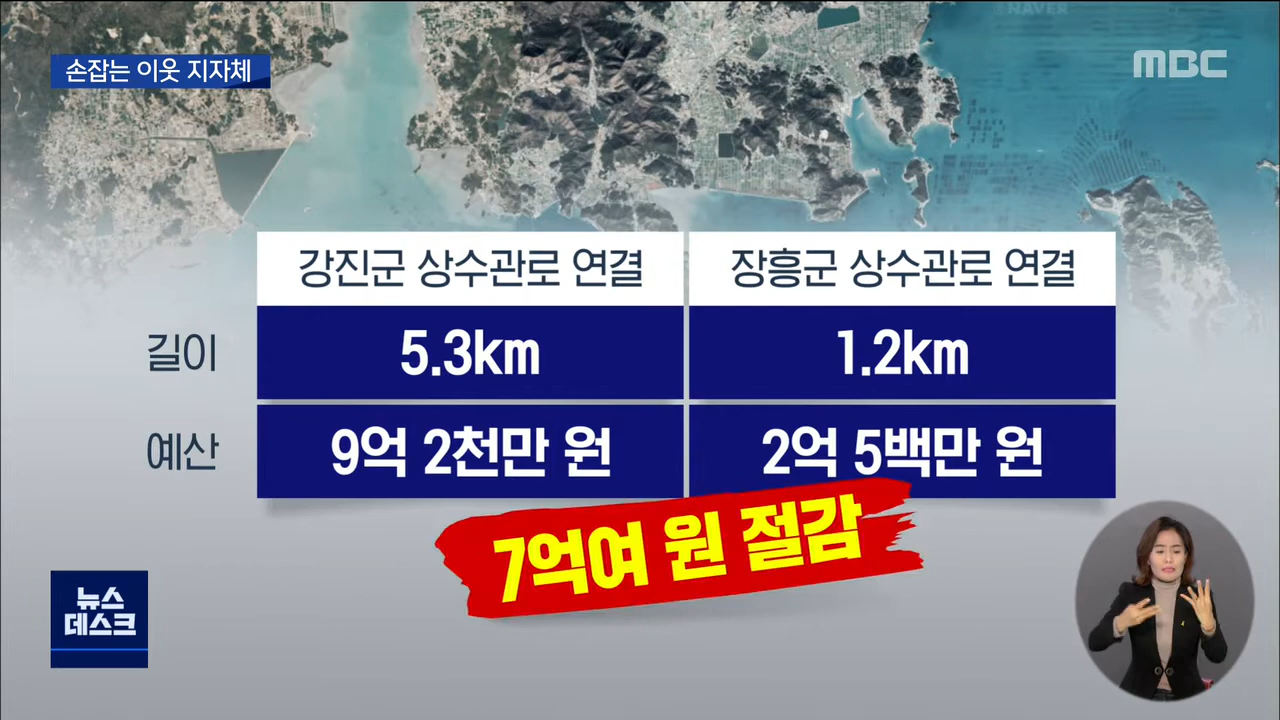 NAVER
손잡는 이웃 지자체
MBC
강진군 상수관로 연결
장흥군 상수관로 연결
길이
5.3km
1.2km
예산
9억 2천만 원
2억 5백만 원
7억여 원 절감
뉴스
데스크